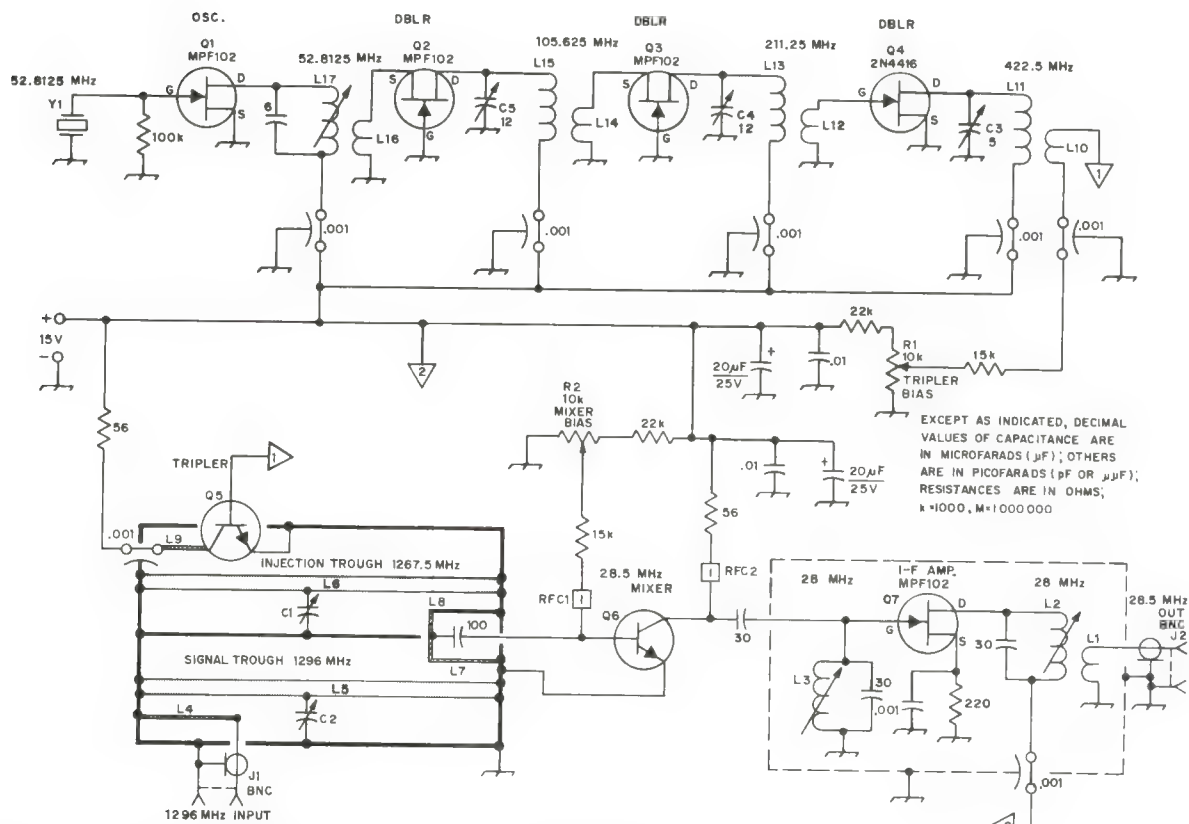 OSC.
DBLR
DBLR
DBLR
Q1
MPF102
52.8125 MHz
Q2
MPF102
105.625 MHz
Q3
MPF102
211.25 MHz
Q4
2N4416
422.5 MHz
52.8125 MHz
Y1
G
D
S
100k
6
L17
L16
S
D
G
C5
12
L15
L14
S
D
G
C4
12
L13
L12
G
D
S
C3
5
L11
L10
1
.001
.001
.001
.001
.001
+
15V
-
2
20µF
25V
+
.01
22k
R1
10k
TRIPLER
BIAS
15k
56
R2
10k
MIXER
BIAS
22k
.01
+
20µF
25V
EXCEPT AS INDICATED, DECIMAL
VALUES OF CAPACITANCE ARE
IN MICROFARADS (µF); OTHERS
ARE IN PICOFARADS (pF OR µµF);
RESISTANCES ARE IN OHMS;
k=1000, M=1000000
TRIPLER
1
Q5
.001
L9
INJECTION TROUGH 1267.5 MHz
L6
C1
L8
100
L7
SIGNAL TROUGH 1296 MHz
L5
L4
C2
J1
BNC
1296 MHz INPUT
15k
RFC1
28.5 MHz
MIXER
Q6
56
RFC2
30
28 MHz
I-F AMP.
MPF102
Q7
G
D
S
28 MHz
L2
30
L1
28.5 MHz
OUT
BNC
J2
L3
30
.001
220
.001